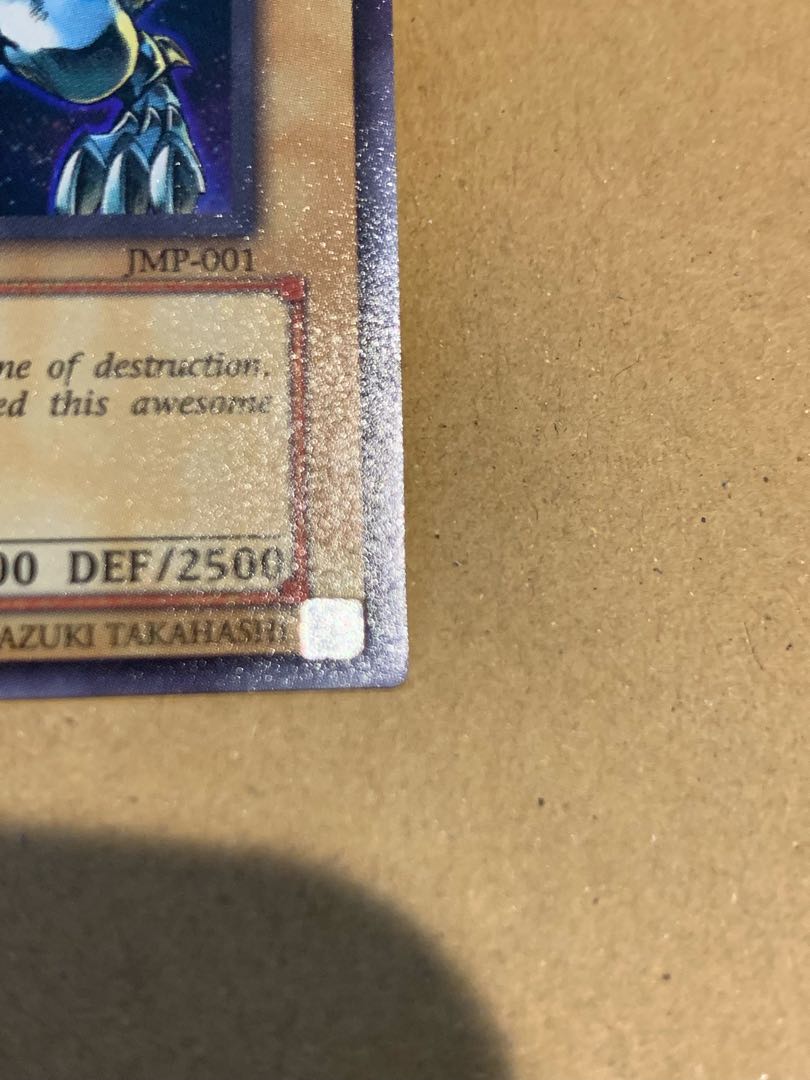 JMP-001
ne of destruction.
ed this awesome
00 DEF/2500
AZUKI TAKAHASHI